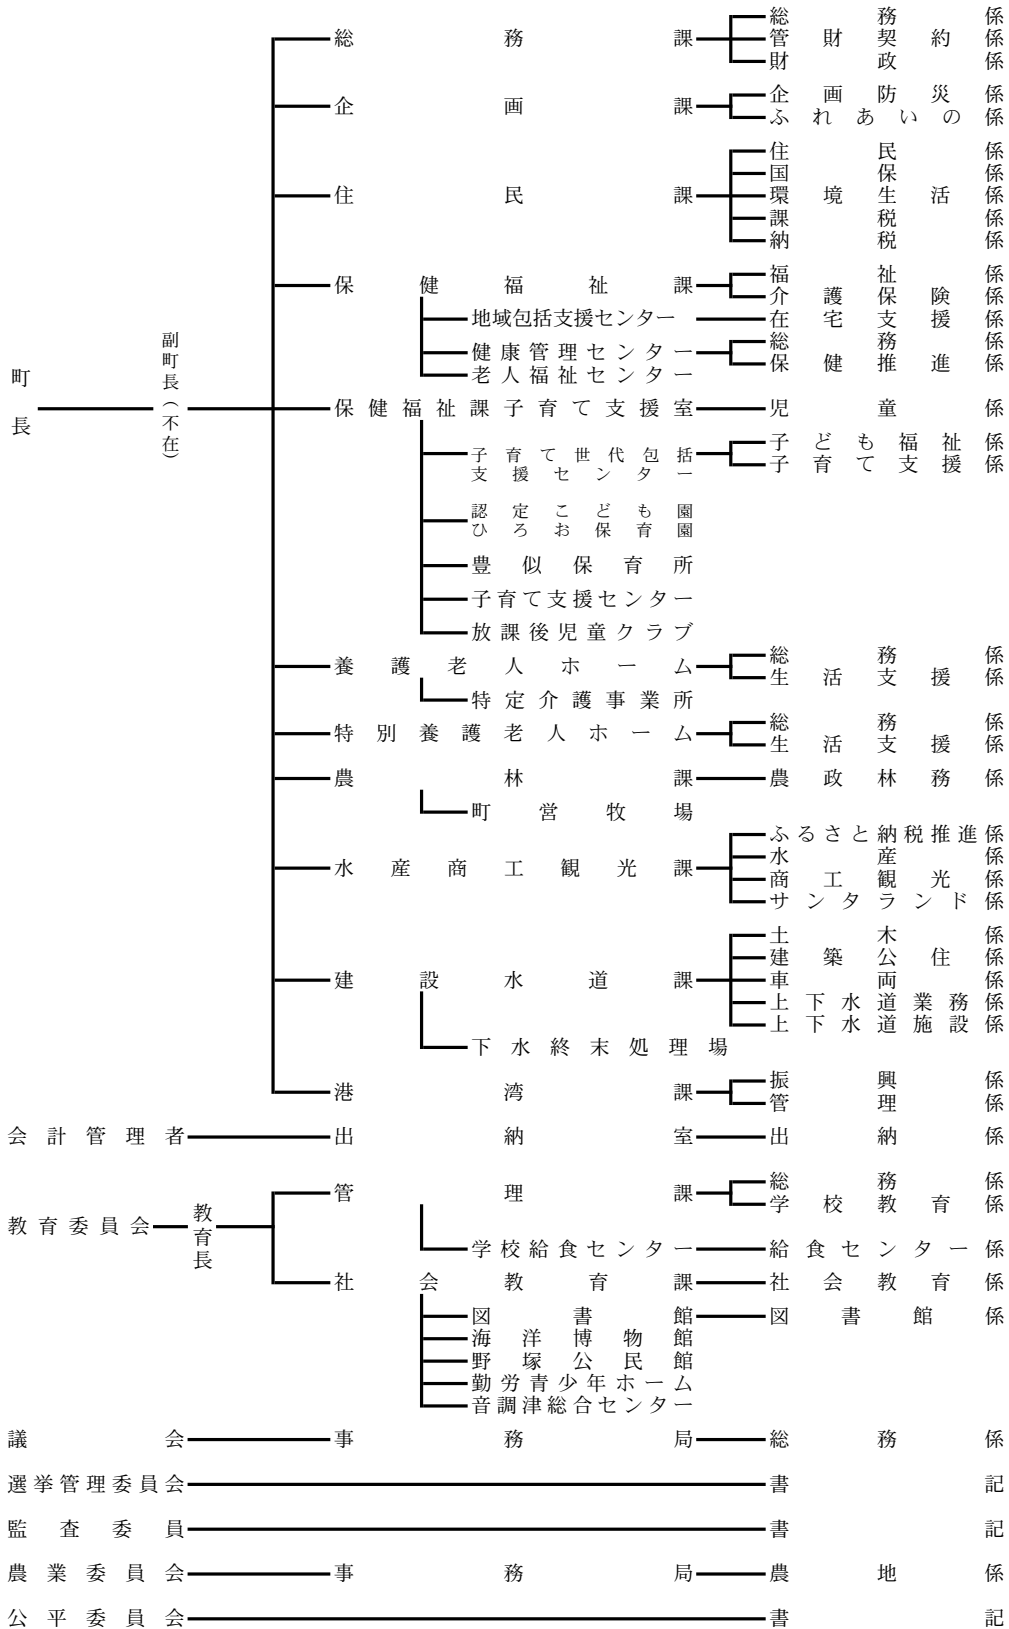 町長
副町長(不在)
総務課
総務係
管財契約係
財政係
企画課
企画防災係
ふれあいの係
住民課
住民係
国保係
環境生活係
課税係
納税係
保健福祉課
福祉係
介護保険係
地域包括支援センター
在宅支援係
健康管理センター
総務係
保健推進係
老人福祉センター
保健福祉課子育て支援室
児童係
子育て世代包括
支援センター
子ども福祉係
子育て支援係
認定こども園
ひろお保育園
豊似保育所
子育て支援センター
放課後児童クラブ
養護老人ホーム
総務係
生活支援係
特定介護事業所
特別養護老人ホーム
総務係
生活支援係
農林課
農政林務係
町営牧場
水産商工観光課
ふるさと納税推進係
水産係
商工観光係
サンタランド係
建設水道課
土木係
建築公住係
車両係
上下水道業務係
上下水道施設係
下水終末処理場
港湾課
振興係
管理係
会計管理者
出納室
出納係
教育委員会
教育長
管理課
総務係
学校教育係
学校給食センター
給食センター係
社会教育課
社会教育係
図書館
図書館係
海洋博物館
野塚公民館
勤労青少年ホーム
音調津総合センター
議会
事務局
総務係
選挙管理委員会
書記
監査委員
書記
農業委員会
事務局
農地係
公平委員会
書記